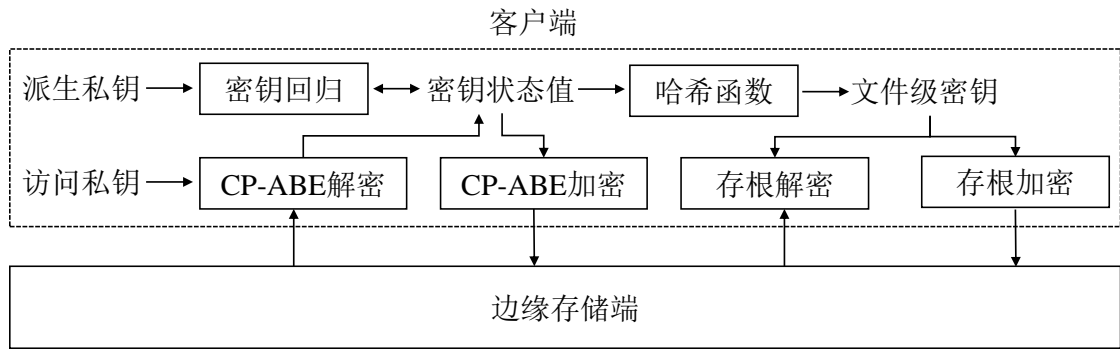 客户端
派生私钥
密钥回归
密钥状态值
哈希函数
文件级密钥
访问私钥
CP-ABE解密
CP-ABE加密
存根解密
存根加密
边缘存储端